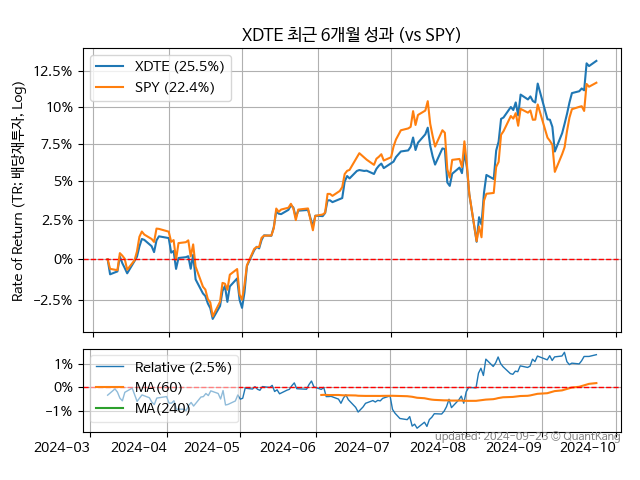 XDTE 최근 6개월 성과 (vs SPY)
Rate of Return (TR: 배당재투자, Log)
XDTE (25.5%)
SPY (22.4%)
12.5%
10%
7.5%
5%
2.5%
0%
−2.5%
1%
0%
−1%
Relative (2.5%)
MA(60)
MA(240)
updated: 2024-09-23 © QuantKang
2024-03 2024-04 2024-05 2024-06 2024-07 2024-08 2024-09 2024-10